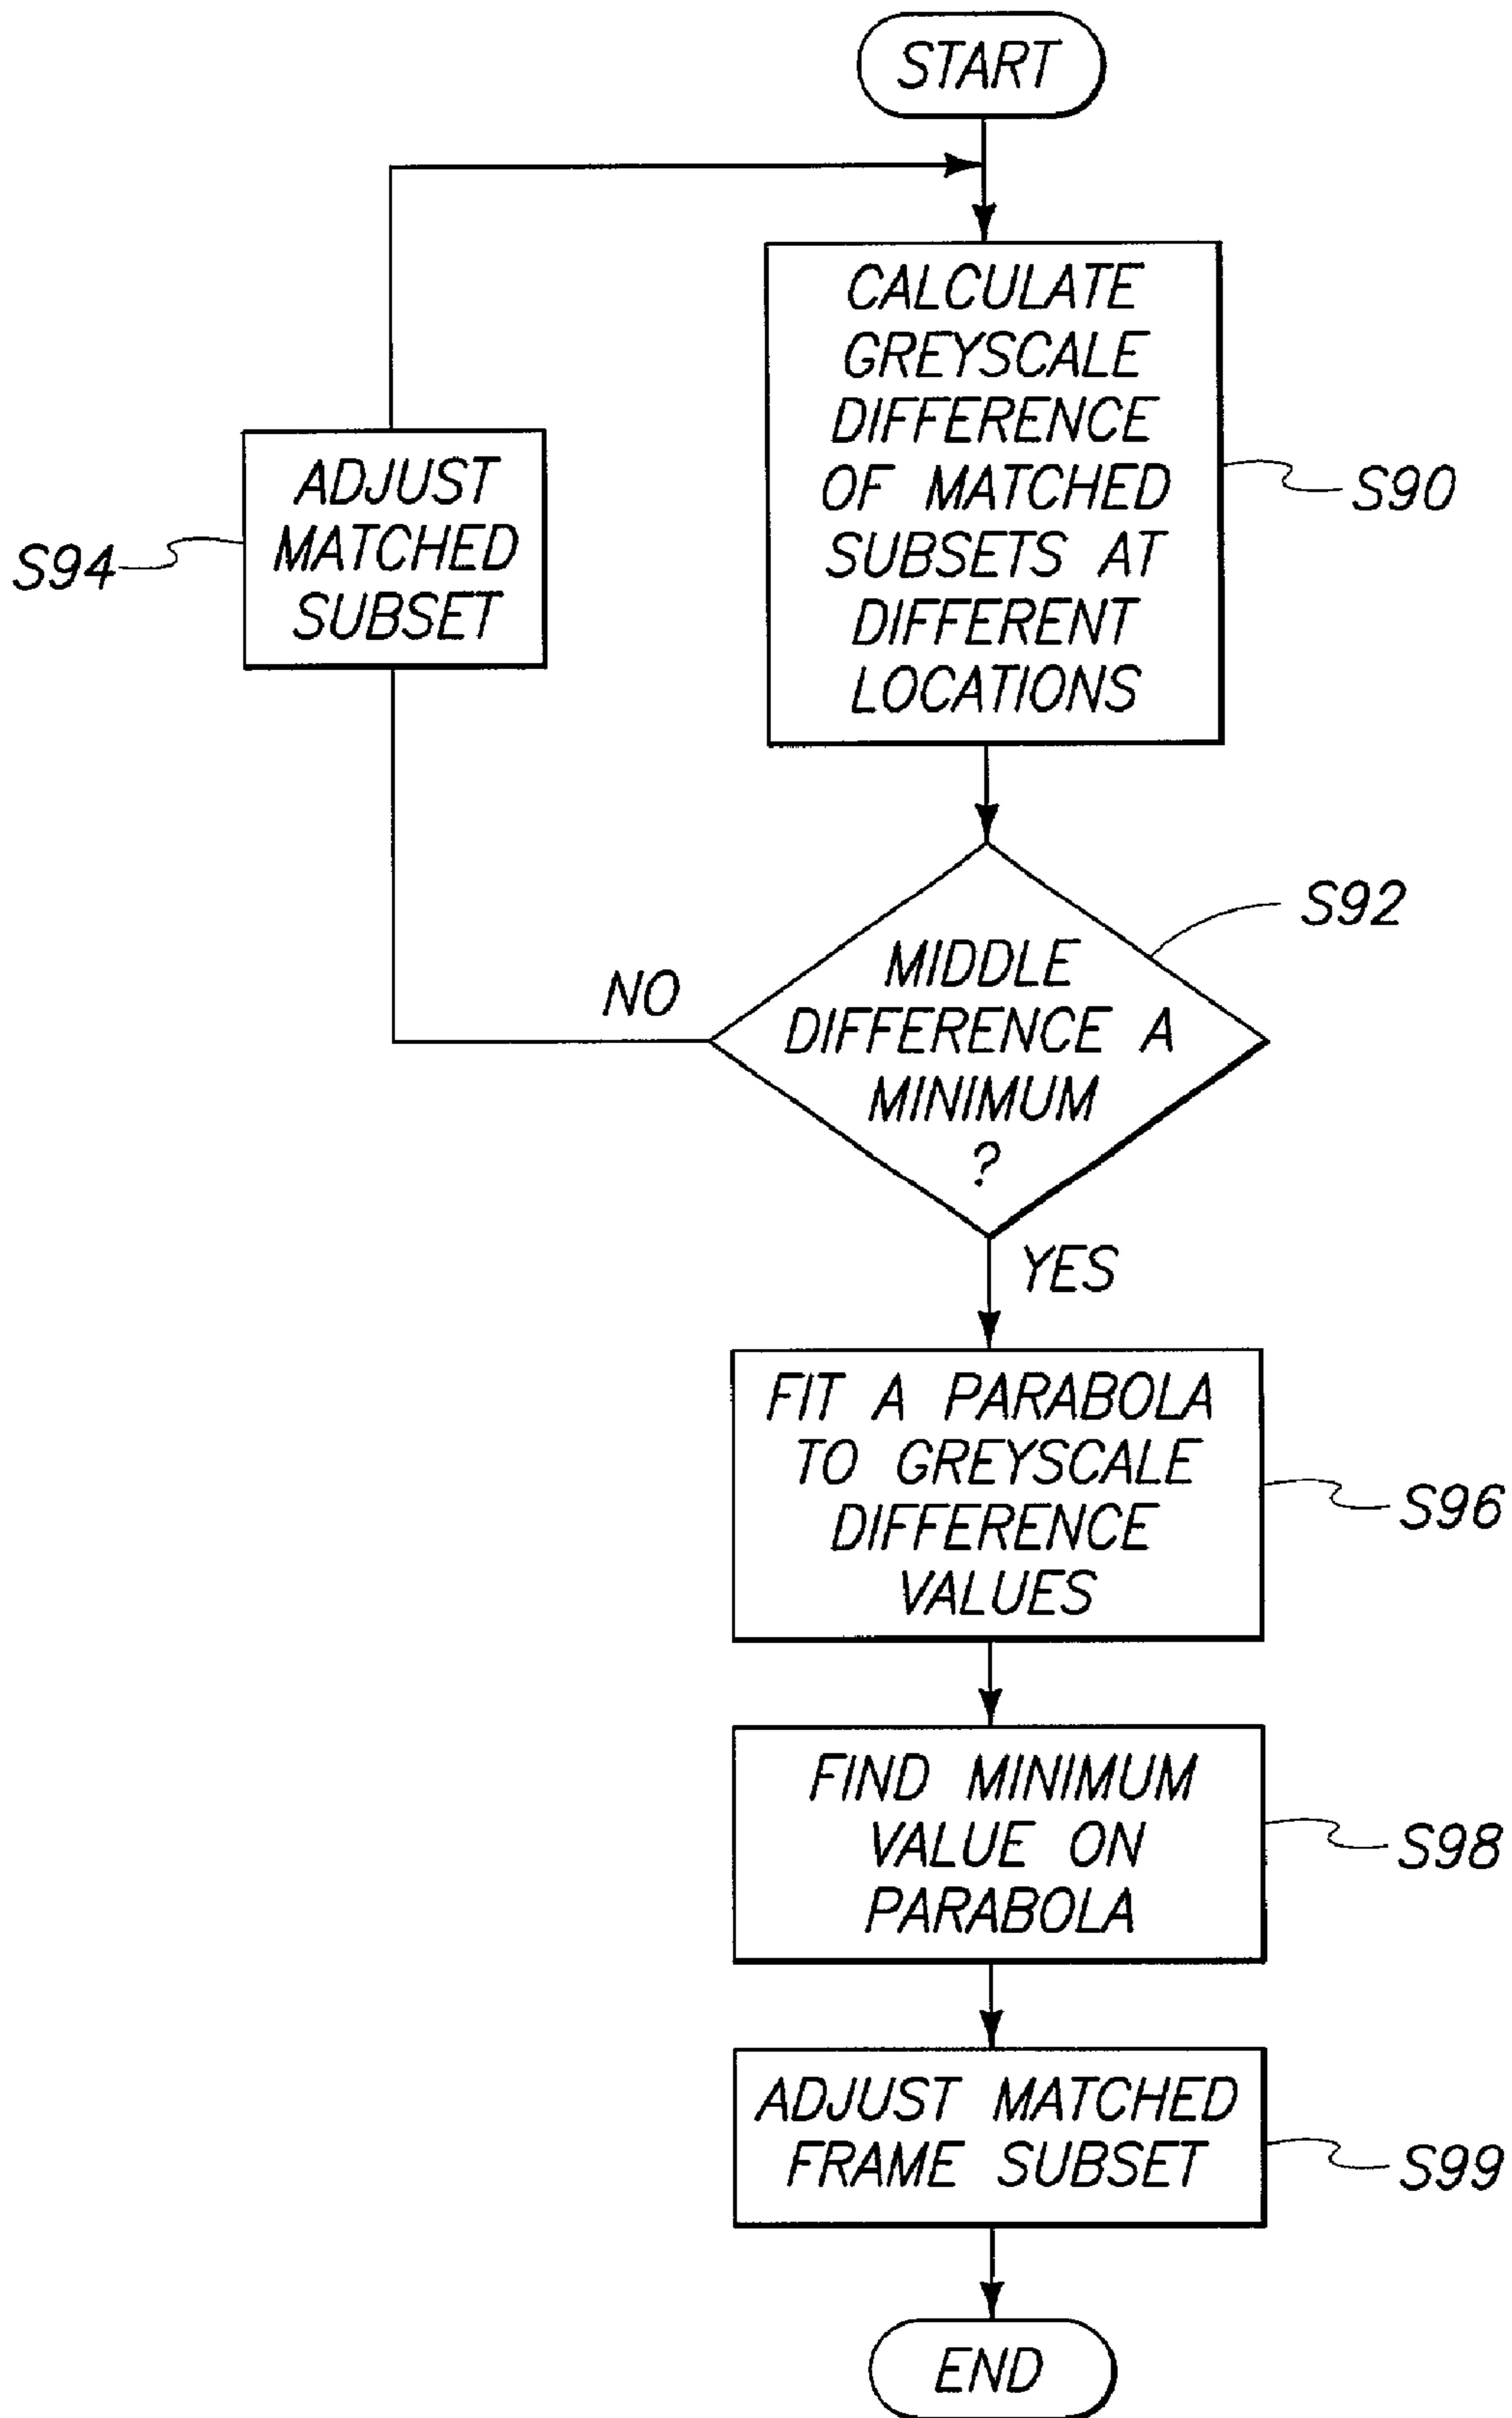 START
CALCULATE
GREYSCALE
DIFFERENCE
OF MATCHED
SUBSETS AT
DIFFERENT
LOCATIONS
S90
ADJUST
MATCHED
SUBSET
S94
MIDDLE
DIFFERENCE A
MINIMUM
?
S92
NO
YES
FIT A PARABOLA
TO GREYSCALE
DIFFERENCE
VALUES
S96
FIND MINIMUM
VALUE ON
PARABOLA
S98
ADJUST MATCHED
FRAME SUBSET
S99
END